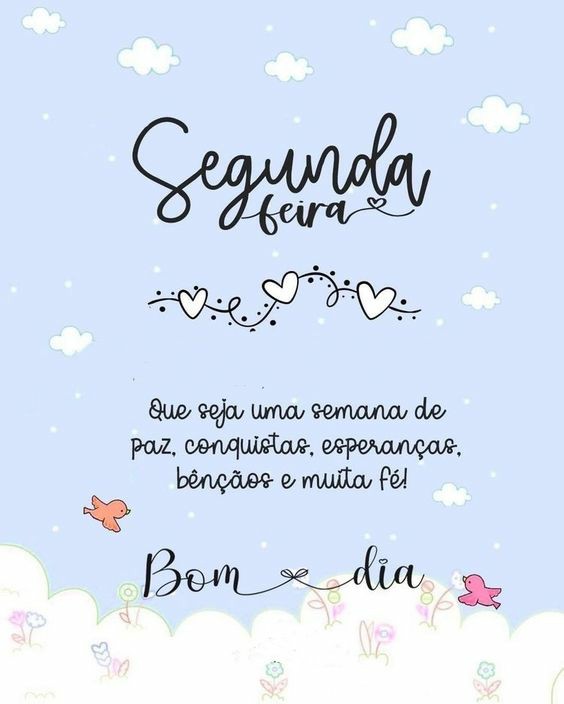 Segunda
feira
Que seja uma semana de
paz, conquistas, esperanças,
bênçãos e muita fé!
Bom dia